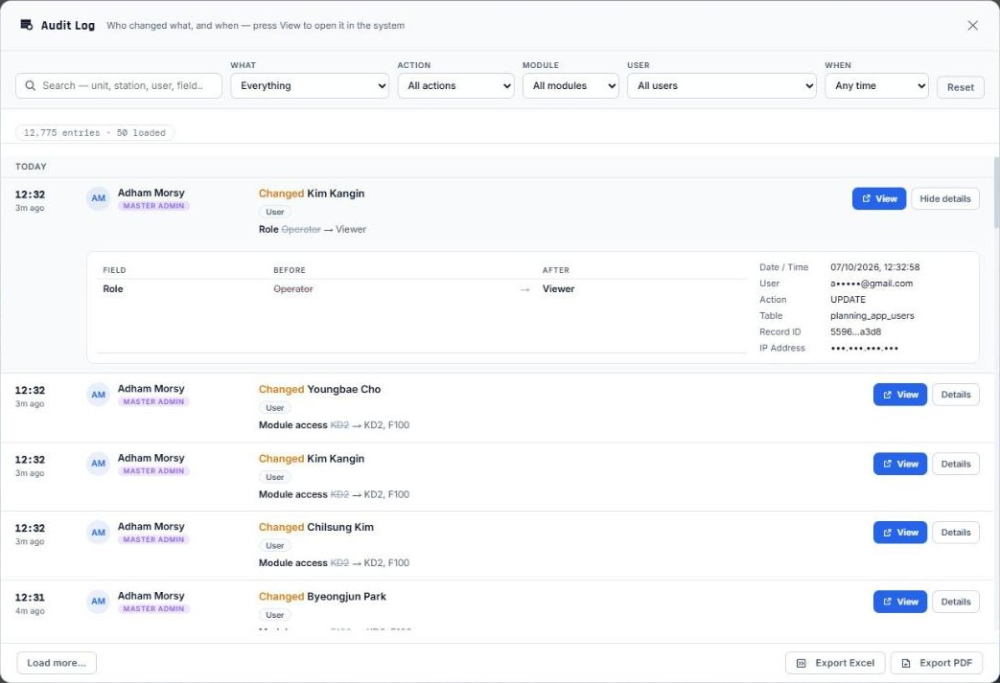 Audit Log Who changed what, and when — press View to open it in the system
WHAT ACTION MODULE USER WHEN
Search — unit, station, user, field.. Everything All actions All modules All users Any time Reset
12,775 entries · 50 loaded
TODAY
12:32 AM Adham Morsy Changed Kim Kangin View Hide details
3m ago MASTER ADMIN
User
Role Operator → Viewer
FIELD BEFORE AFTER
Role Operator → Viewer
Date / Time 07/10/2026, 12:32:58
User a•••••@gmail.com
Action UPDATE
Table planning_app_users
Record ID 5596...a3d8
IP Address •••.•••.•••.•••
12:32 AM Adham Morsy Changed Youngbae Cho View Details
3m ago MASTER ADMIN
User
Module access KD2 → KD2, F100
12:32 AM Adham Morsy Changed Kim Kangin View Details
3m ago MASTER ADMIN
User
Module access KD2 → KD2, F100
12:32 AM Adham Morsy Changed Chilsung Kim View Details
3m ago MASTER ADMIN
User
Module access KD2 → KD2, F100
12:31 AM Adham Morsy Changed Byeongjun Park View Details
4m ago MASTER ADMIN
User
Load more... Export Excel Export PDF